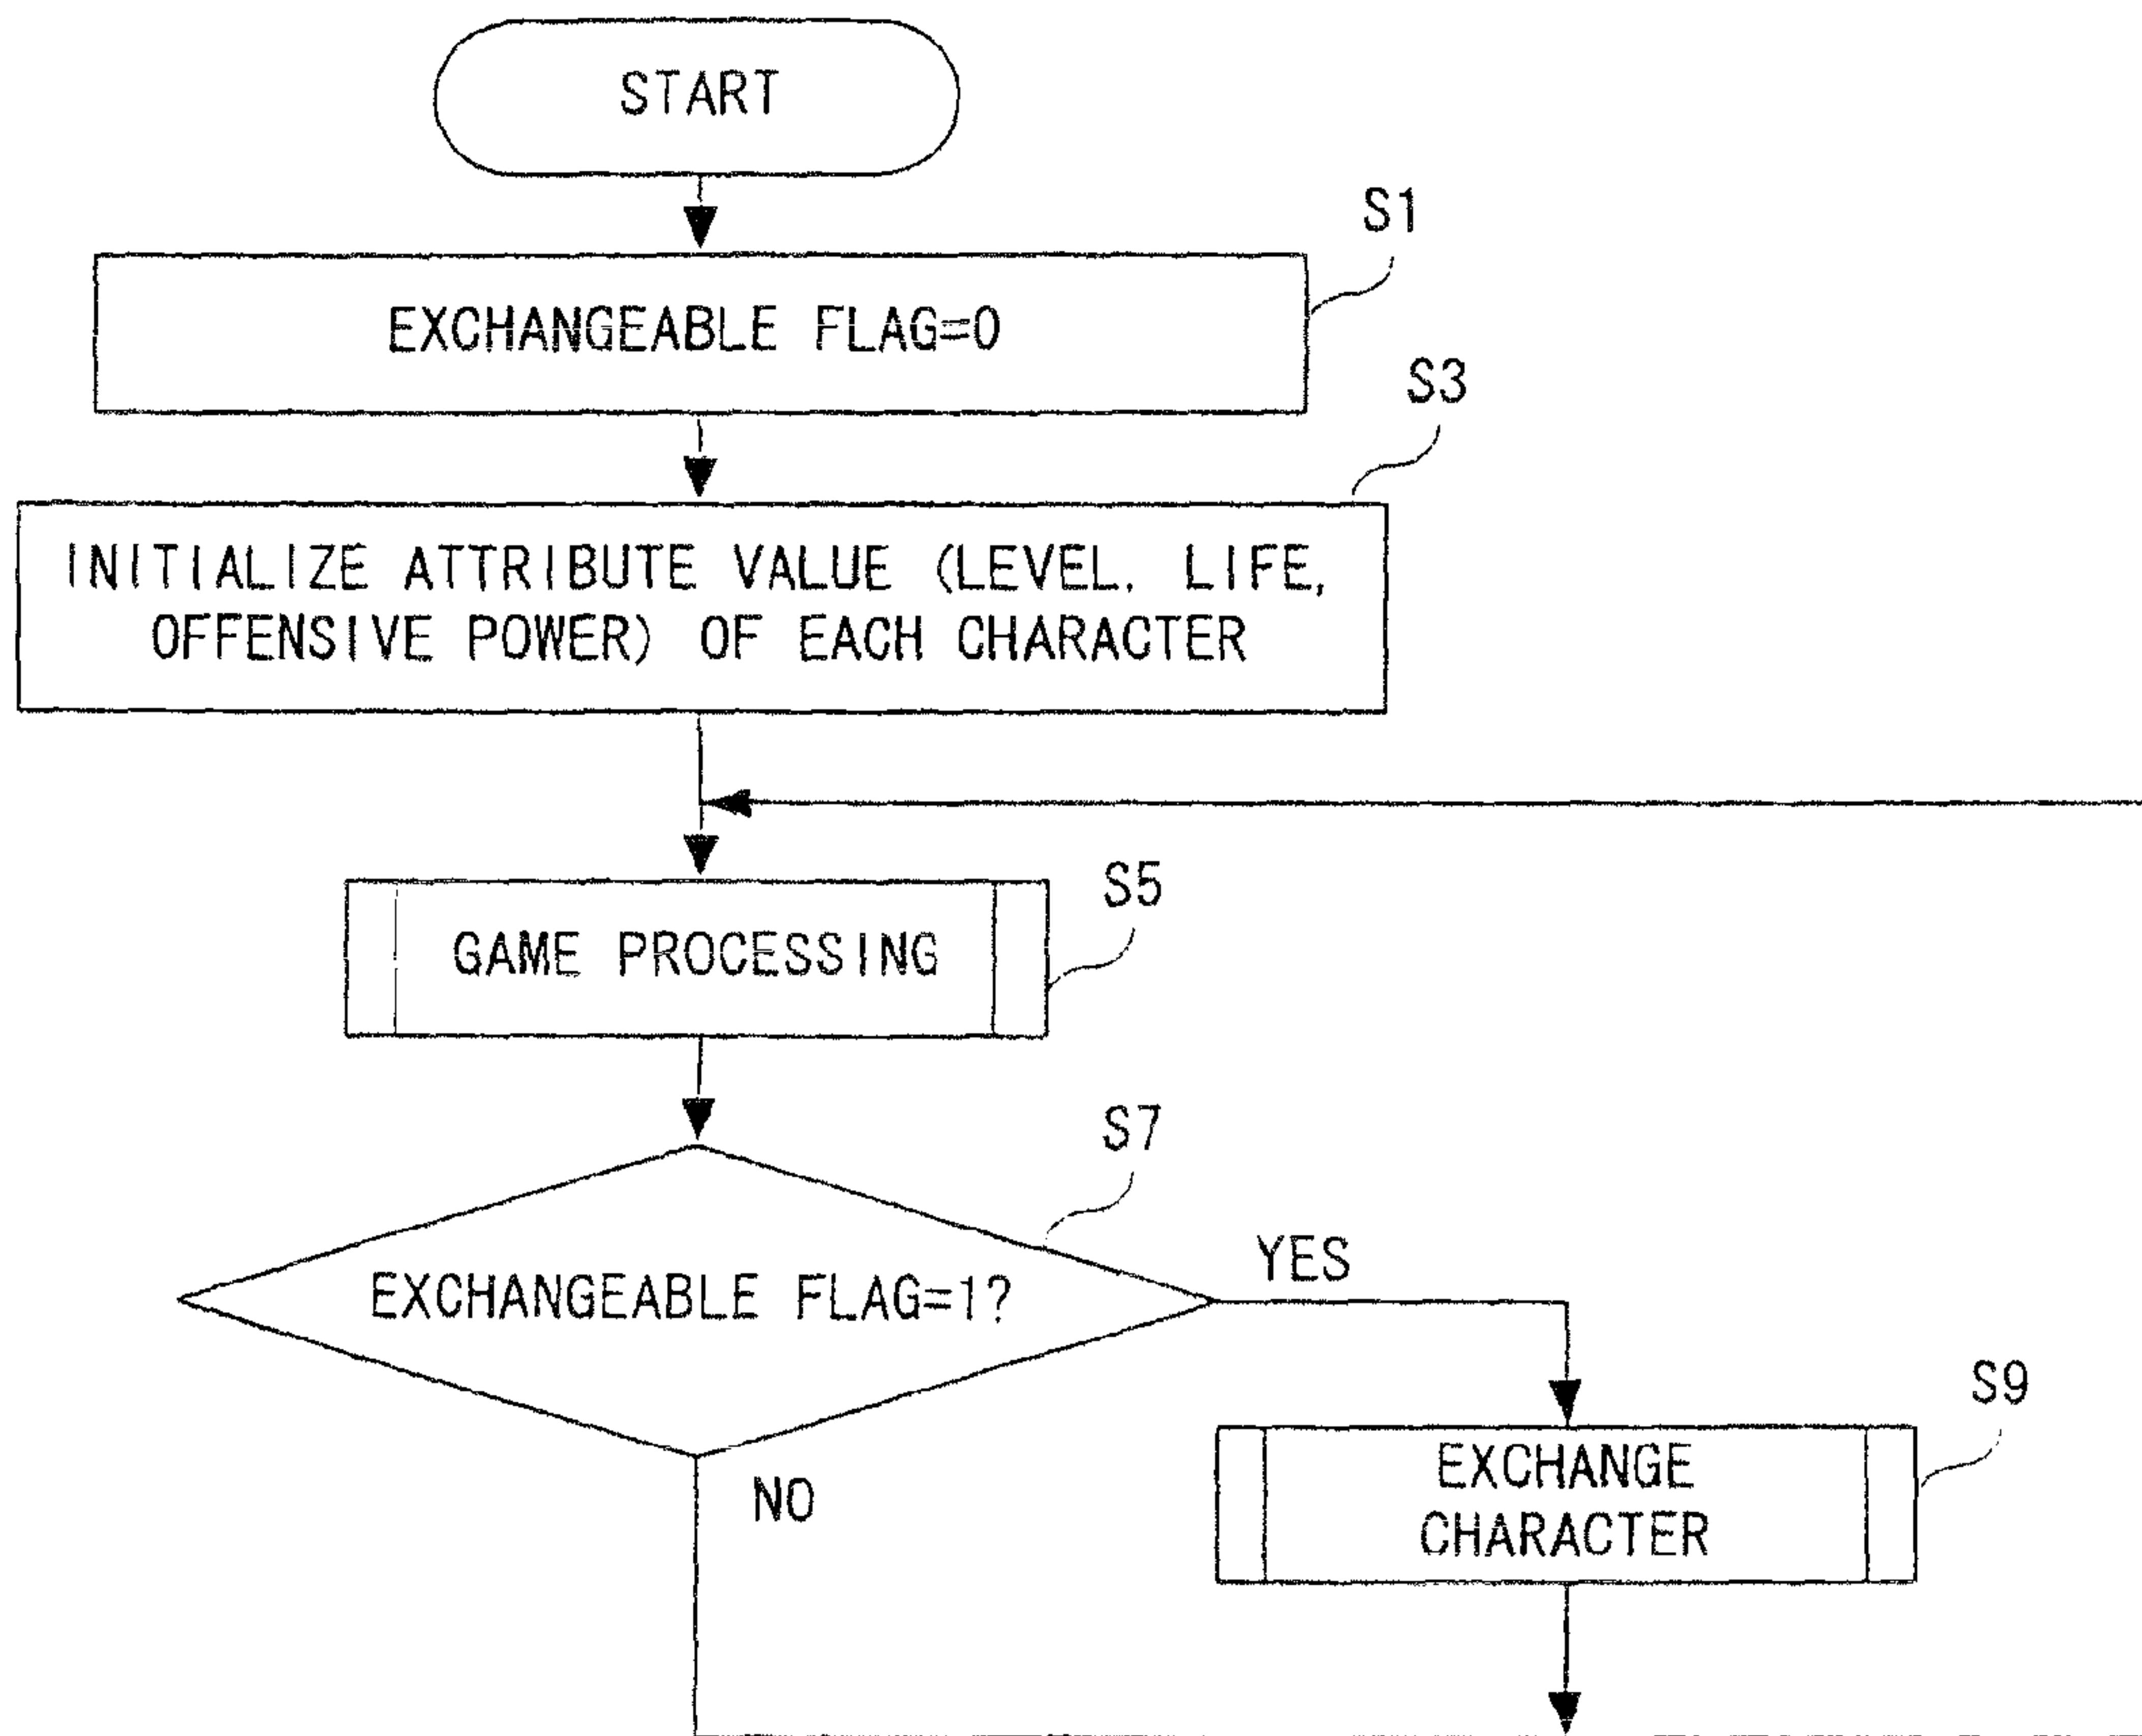 START
S1
EXCHANGEABLE FLAG=0
S3
INITIALIZE ATTRIBUTE VALUE (LEVEL, LIFE,
OFFENSIVE POWER) OF EACH CHARACTER
S5
GAME PROCESSING
S7
EXCHANGEABLE FLAG=1?
YES
NO
S9
EXCHANGE
CHARACTER